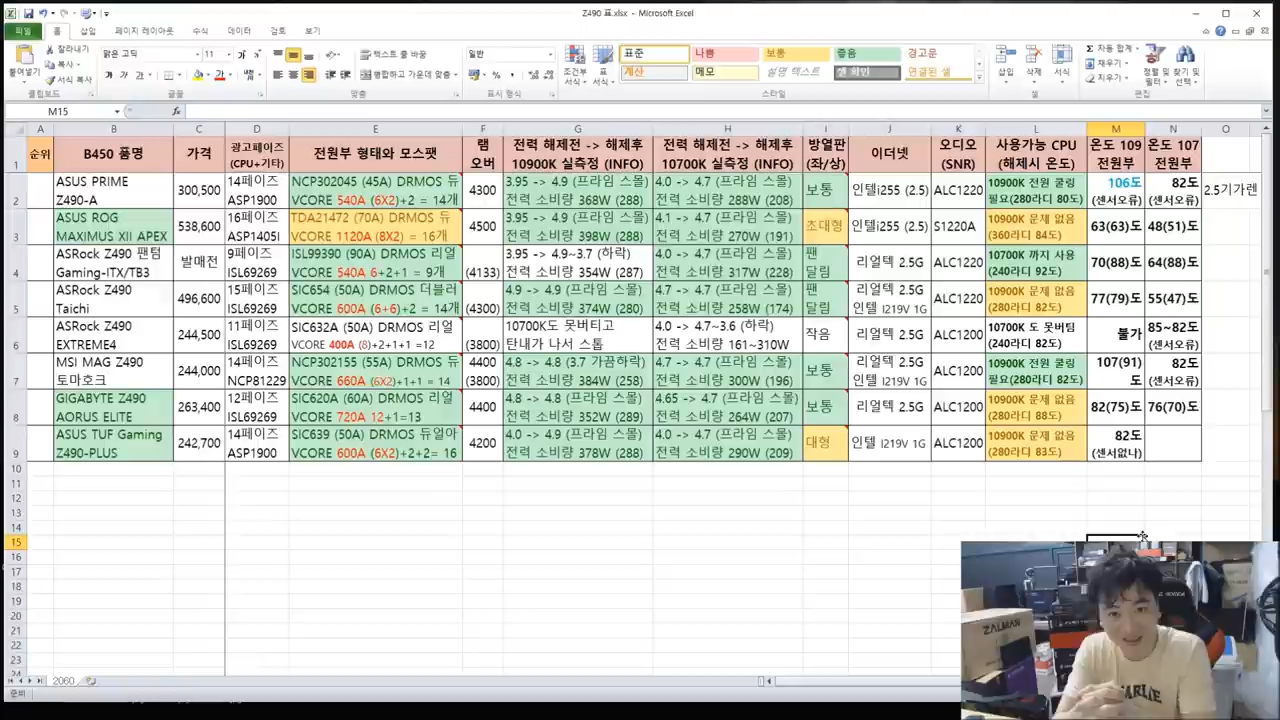 Z490 표.xlsx - Microsoft Excel
파일 홈 삽입 페이지 레이아웃 수식 데이터 검토 보기
잘라내기
복사
서식 복사
붙여넣기
클립보드
맑은 고딕 11
글꼴
텍스트 줄 바꿈
병합하고 가운데 맞춤
맞춤
일반
표시 형식
조건부 서식
표 서식
표준 나쁨 보통 좋음 경고문
계산 메모 설명 텍스트 셀 확인 연결된 셀
스타일
삽입 삭제 서식
셀
자동 합계
채우기
지우기
정렬 및 필터
찾기 및 선택
편집
M15 fx
A B C D E F G H I J K L M N O
1 순위 B450 품명 가격 광고페이즈 (CPU+기타) 전원부 형태와 모스팻 램 오버 전력 해제전 -> 해제후 10900K 실측정 (INFO) 전력 해제전 -> 해제후 10700K 실측정 (INFO) 방열판 (좌/상) 이더넷 오디오 (SNR) 사용가능 CPU (해제시 온도) 온도 109 전원부 온도 107 전원부
2 ASUS PRIME Z490-A 300,500 14페이즈 ASP1900 NCP302045 (45A) DRMOS 듀 VCORE 540A (6X2)+2 = 14개 4300 3.95 -> 4.9 (프라임 스몰) 전력 소비량 368W (288) 4.0 -> 4.7 (프라임 스몰) 전력 소비량 288W (208) 보통 인텔i255 (2.5) ALC1220 10900K 전원 쿨링 필요(280라디 80도) 106도 82도 (센서오류) 2.5기가렌
3 ASUS ROG MAXIMUS XII APEX 538,600 16페이즈 ASP1405I TDA21472 (70A) DRMOS 듀 VCORE 1120A (8X2) = 16개 4500 3.95 -> 4.9 (프라임 스몰) 전력 소비량 398W (288) 4.1 -> 4.7 (프라임 스몰) 전력 소비량 270W (191) 초대형 인텔i255 (2.5) S1220A 10900K 문제 없음 (360라디 84도) 63(63)도 48(51)도
4 ASRock Z490 팬텀 Gaming-ITX/TB3 발매전 9페이즈 ISL69269 ISL99390 (90A) DRMOS 리얼 VCORE 540A 6+2+1 = 9개 (4133) 3.95 -> 4.9~3.7 (하락) 전력 소비량 354W (287) 4.0 -> 4.7 (프라임 스몰) 전력 소비량 317W (228) 팬 달림 리얼텍 2.5G ALC1220 10700K 까지 사용 (240라디 92도) 70(88)도 64(88)도
5 ASRock Z490 Taichi 496,600 15페이즈 ISL69269 SIC654 (50A) DRMOS 더블러 VCORE 600A (6+6)+2 = 14개 (4300) 4.9 -> 4.9 (프라임 스몰) 전력 소비량 374W (280) 4.7 -> 4.7 (프라임 스몰) 전력 소비량 258W (174) 팬 달림 리얼텍 2.5G 인텔 I219V 1G ALC1220 10900K 문제 없음 (280라디 82도) 77(79)도 55(47)도
6 ASRock Z490 EXTREME4 244,500 11페이즈 ISL69269 SIC632A (50A) DRMOS 리얼 VCORE 400A (8)+2+1+1 =12 (3800) 10700K도 못버티고 탄내가 나서 스톱 4.0 -> 4.7~3.6 (하락) 전력 소비량 161~310W 작음 리얼텍 2.5G ALC1220 10700K 도 못버팀 (240라디 82도) 불가 85~82도 (센서오류)
7 MSI MAG Z490 토마호크 244,000 14페이즈 NCP81229 NCP302155 (55A) DRMOS 듀 VCORE 660A (6X2)+1+1 = 14 4400 (3800) 4.8 -> 4.8 (3.7 가끔하락) 전력 소비량 384W (258) 4.7 -> 4.7 (프라임 스몰) 전력 소비량 300W (196) 보통 리얼텍 2.5G 인텔 I219V 1G ALC1200 10900K 전원 쿨링 필요(280라디 82도) 107(91)도 82도 (센서오류)
8 GIGABYTE Z490 AORUS ELITE 263,400 12페이즈 ISL69269 SIC620A (60A) DRMOS 리얼 VCORE 720A 12+1=13 4400 4.8 -> 4.8 (프라임 스몰) 전력 소비량 352W (289) 4.65 -> 4.7 (프라임 스몰) 전력 소비량 264W (207) 보통 리얼텍 2.5G ALC1200 10900K 문제 없음 (280라디 88도) 82(75)도 76(70)도
9 ASUS TUF Gaming Z490-PLUS 242,700 14페이즈 ASP1900 SIC639 (50A) DRMOS 듀얼아 VCORE 600A (6X2)+2+2= 16 4200 4.0 -> 4.9 (프라임 스몰) 전력 소비량 378W (288) 4.0 -> 4.7 (프라임 스몰) 전력 소비량 290W (209) 대형 인텔 I219V 1G ALC1200 10900K 문제 없음 (280라디 83도) 82도 (센서없나)
10
11
12
13
14
15
16
17
18
19
20
21
22
23
24
2060
준비
ZALMAN